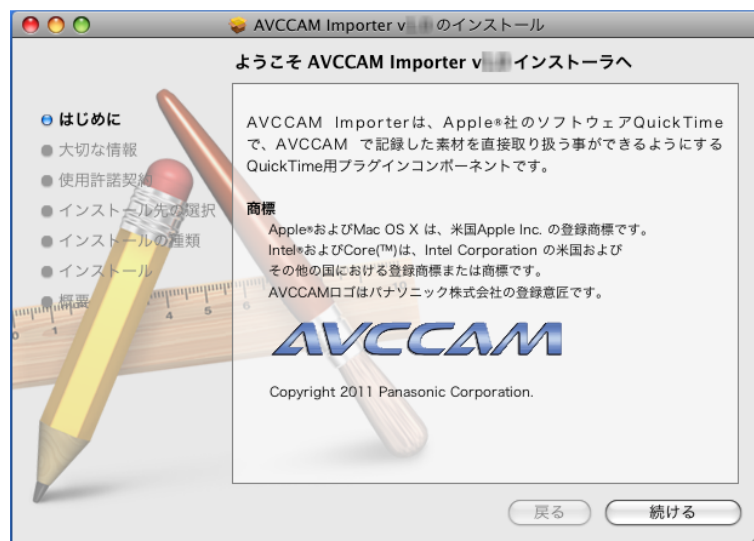 AVCCAM Importer v のインストール
ようこそ AVCCAM Importer v インストーラへ
はじめに
大切な情報
使用許諾契約
インストール先の選択
インストールの種類
インストール
概要
AVCCAM Importerは、Apple®社のソフトウェアQuickTime
で、AVCCAM で記録した素材を直接取り扱う事ができるようにする
QuickTime用プラグインコンポーネントです。
商標
Apple®およびMac OS X は、米国Apple Inc. の登録商標です。
Intel®およびCore(™)は、Intel Corporation の米国および
その他の国における登録商標または商標です。
AVCCAMロゴはパナソニック株式会社の登録意匠です。
AVCCAM
Copyright 2011 Panasonic Corporation.
戻る
続ける